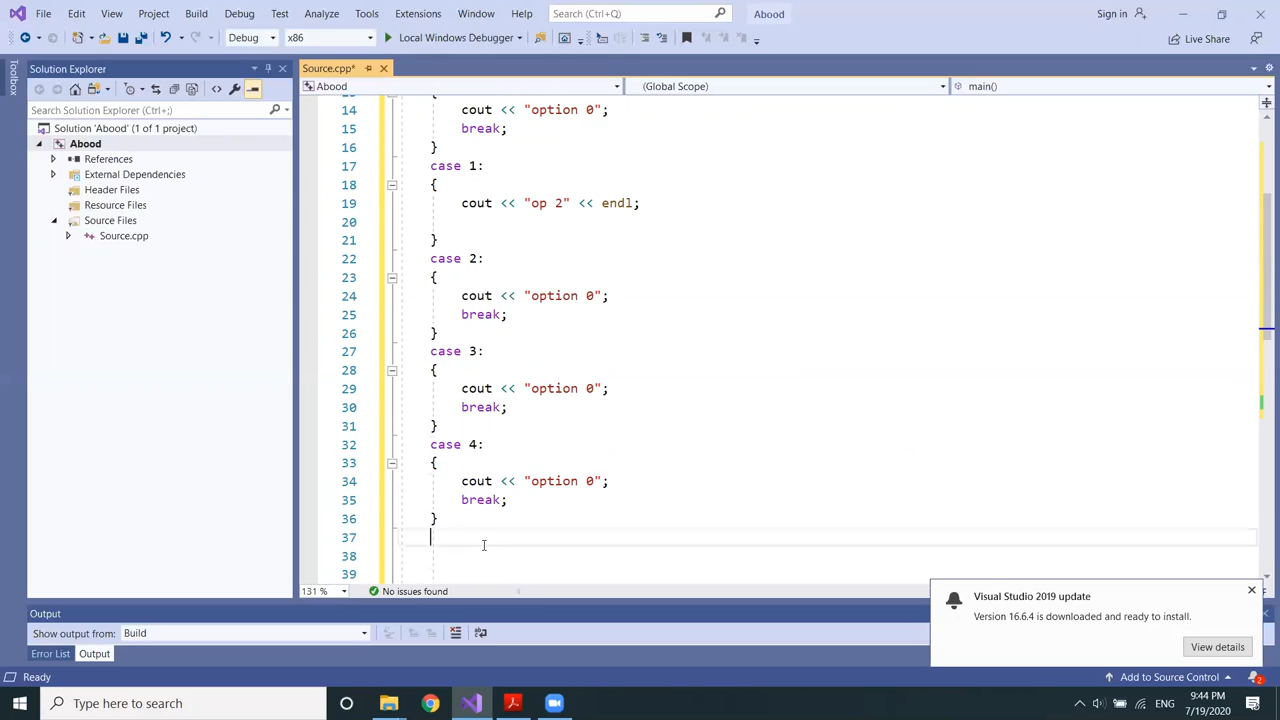 File Edit View Project Build Debug Test Analyze Tools Extensions Window Help Search (Ctrl+Q) Abood Sign in
Debug x86 Local Windows Debugger Live Share
Toolbox
Solution Explorer
Search Solution Explorer (Ctrl+;)
Solution 'Abood' (1 of 1 project)
Abood
References
External Dependencies
Header Files
Resource Files
Source Files
Source.cpp
Source.cpp*
Abood (Global Scope) main()
14 cout << "option 0";
15 break;
16 }
17 case 1:
18 {
19 cout << "op 2" << endl;
20
21 }
22 case 2:
23 {
24 cout << "option 0";
25 break;
26 }
27 case 3:
28 {
29 cout << "option 0";
30 break;
31 }
32 case 4:
33 {
34 cout << "option 0";
35 break;
36 }
37
38
39
131 % No issues found
Output
Show output from: Build
Error List Output
Visual Studio 2019 update
Version 16.6.4 is downloaded and ready to install.
View details
Ready Add to Source Control 2
Type here to search
ENG
9:44 PM
7/19/2020